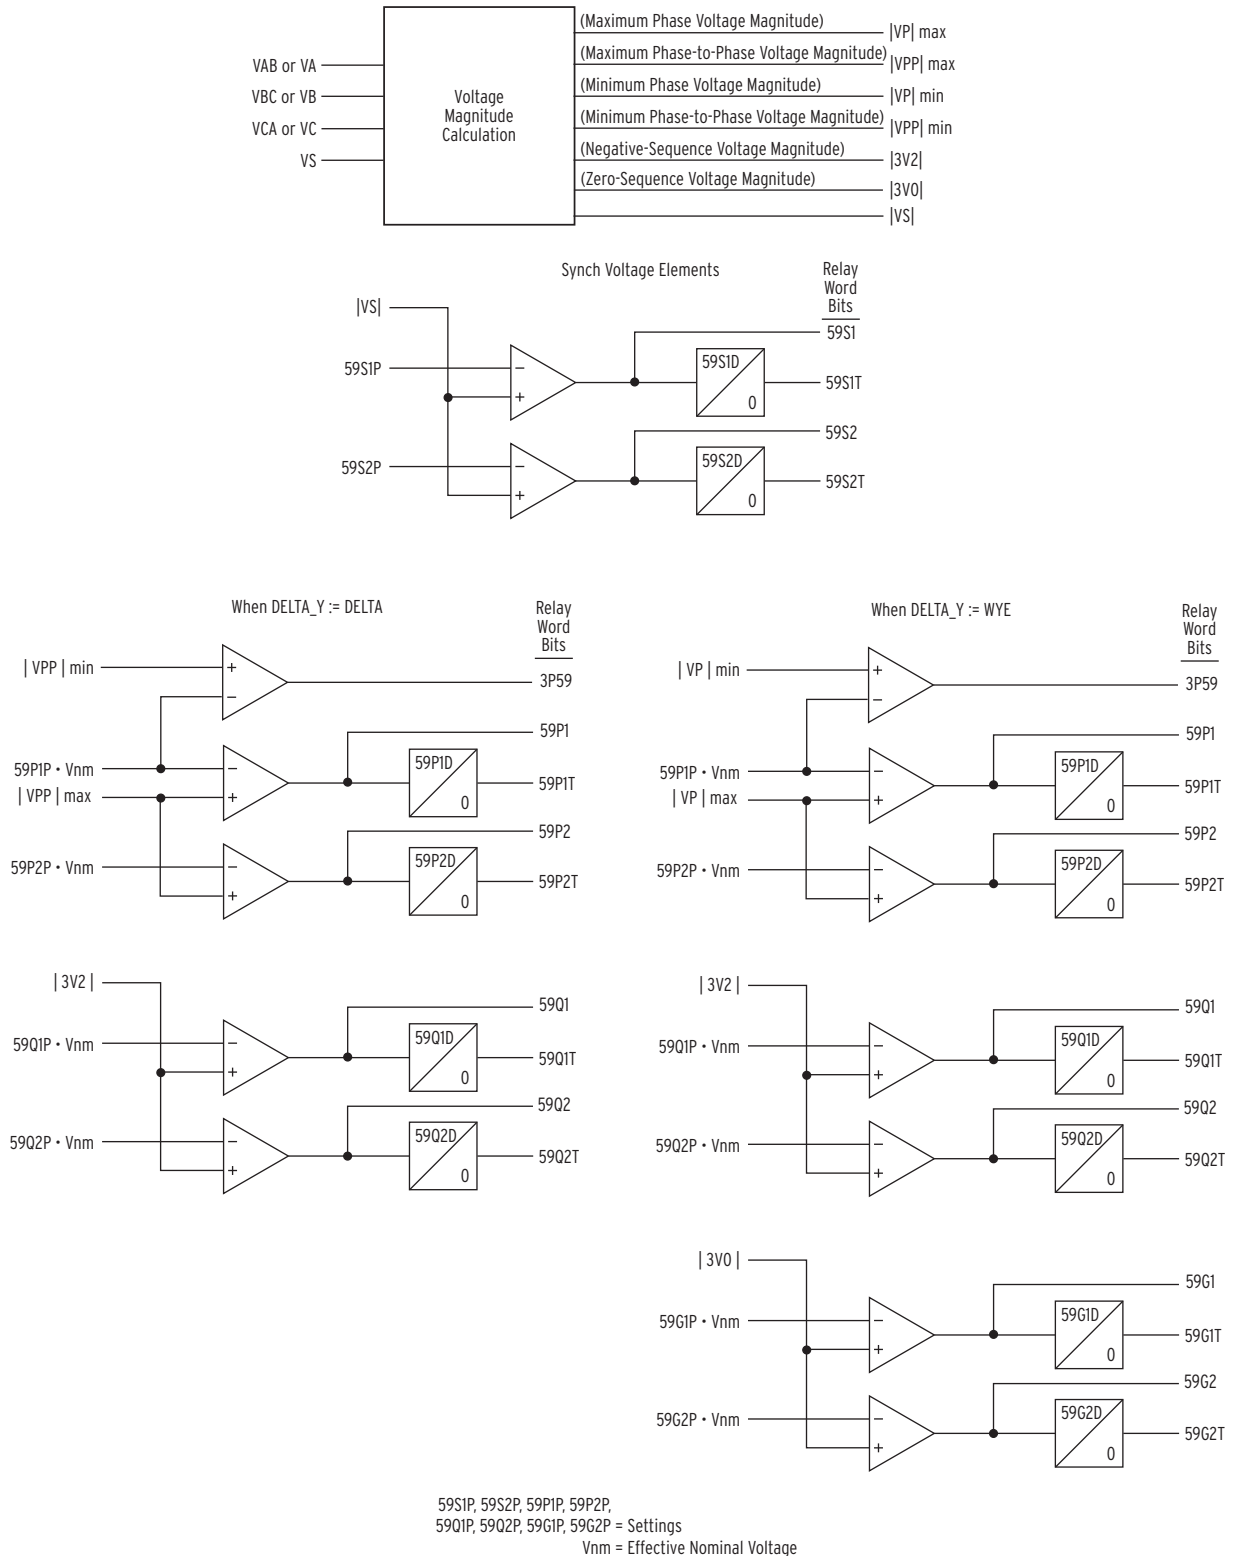 (Maximum Phase Voltage Magnitude)
|VP| max
(Maximum Phase-to-Phase Voltage Magnitude)
|VPP| max
VAB or VA
(Minimum Phase Voltage Magnitude)
|VP| min
VBC or VB
Voltage
Magnitude
Calculation
(Minimum Phase-to-Phase Voltage Magnitude)
|VPP| min
VCA or VC
(Negative-Sequence Voltage Magnitude)
|3V2|
VS
(Zero-Sequence Voltage Magnitude)
|3V0|
|VS|
Synch Voltage Elements
Relay
Word
Bits
|VS|
59S1
59S1P
–
+
59S1D
0
59S1T
59S2
59S2P
–
+
59S2D
0
59S2T
When DELTA_Y := DELTA
Relay
Word
Bits
| VPP | min
+
–
3P59
59P1
59P1P • Vnm
–
| VPP | max
+
59P1D
0
59P1T
59P2
59P2P • Vnm
–
+
59P2D
0
59P2T
| 3V2 |
59Q1
59Q1P • Vnm
–
+
59Q1D
0
59Q1T
59Q2
59Q2P • Vnm
–
+
59Q2D
0
59Q2T
When DELTA_Y := WYE
Relay
Word
Bits
| VP | min
+
–
3P59
59P1
59P1P • Vnm
–
| VP | max
+
59P1D
0
59P1T
59P2
59P2P • Vnm
–
+
59P2D
0
59P2T
| 3V2 |
59Q1
59Q1P • Vnm
–
+
59Q1D
0
59Q1T
59Q2
59Q2P • Vnm
–
+
59Q2D
0
59Q2T
| 3V0 |
59G1
59G1P • Vnm
–
+
59G1D
0
59G1T
59G2
59G2P • Vnm
–
+
59G2D
0
59G2T
59S1P, 59S2P, 59P1P, 59P2P,
59Q1P, 59Q2P, 59G1P, 59G2P = Settings
Vnm = Effective Nominal Voltage